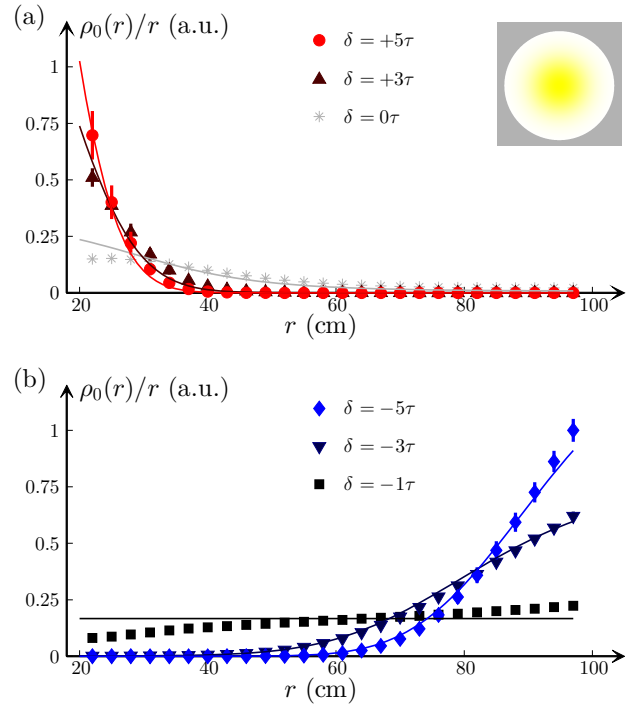 (a)
ρ₀(r)/r (a.u.)
δ = +5τ
δ = +3τ
δ = 0τ
1
0.75
0.5
0.25
0
20 40 60 80 100
r (cm)
(b)
ρ₀(r)/r (a.u.)
δ = −5τ
δ = −3τ
δ = −1τ
1
0.75
0.5
0.25
0
20 40 60 80 100
r (cm)